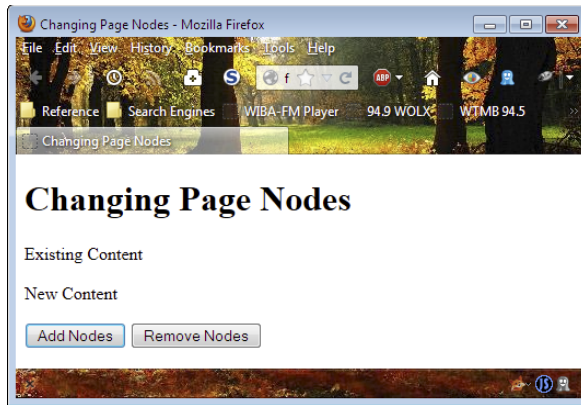 Changing Page Nodes - Mozilla Firefox
File Edit View History Bookmarks Tools Help
S f ABP
Reference Search Engines WIBA-FM Player 94.9 WOLX WTMB 94.5
Changing Page Nodes
Changing Page Nodes
Existing Content
New Content
Add Nodes Remove Nodes
JS